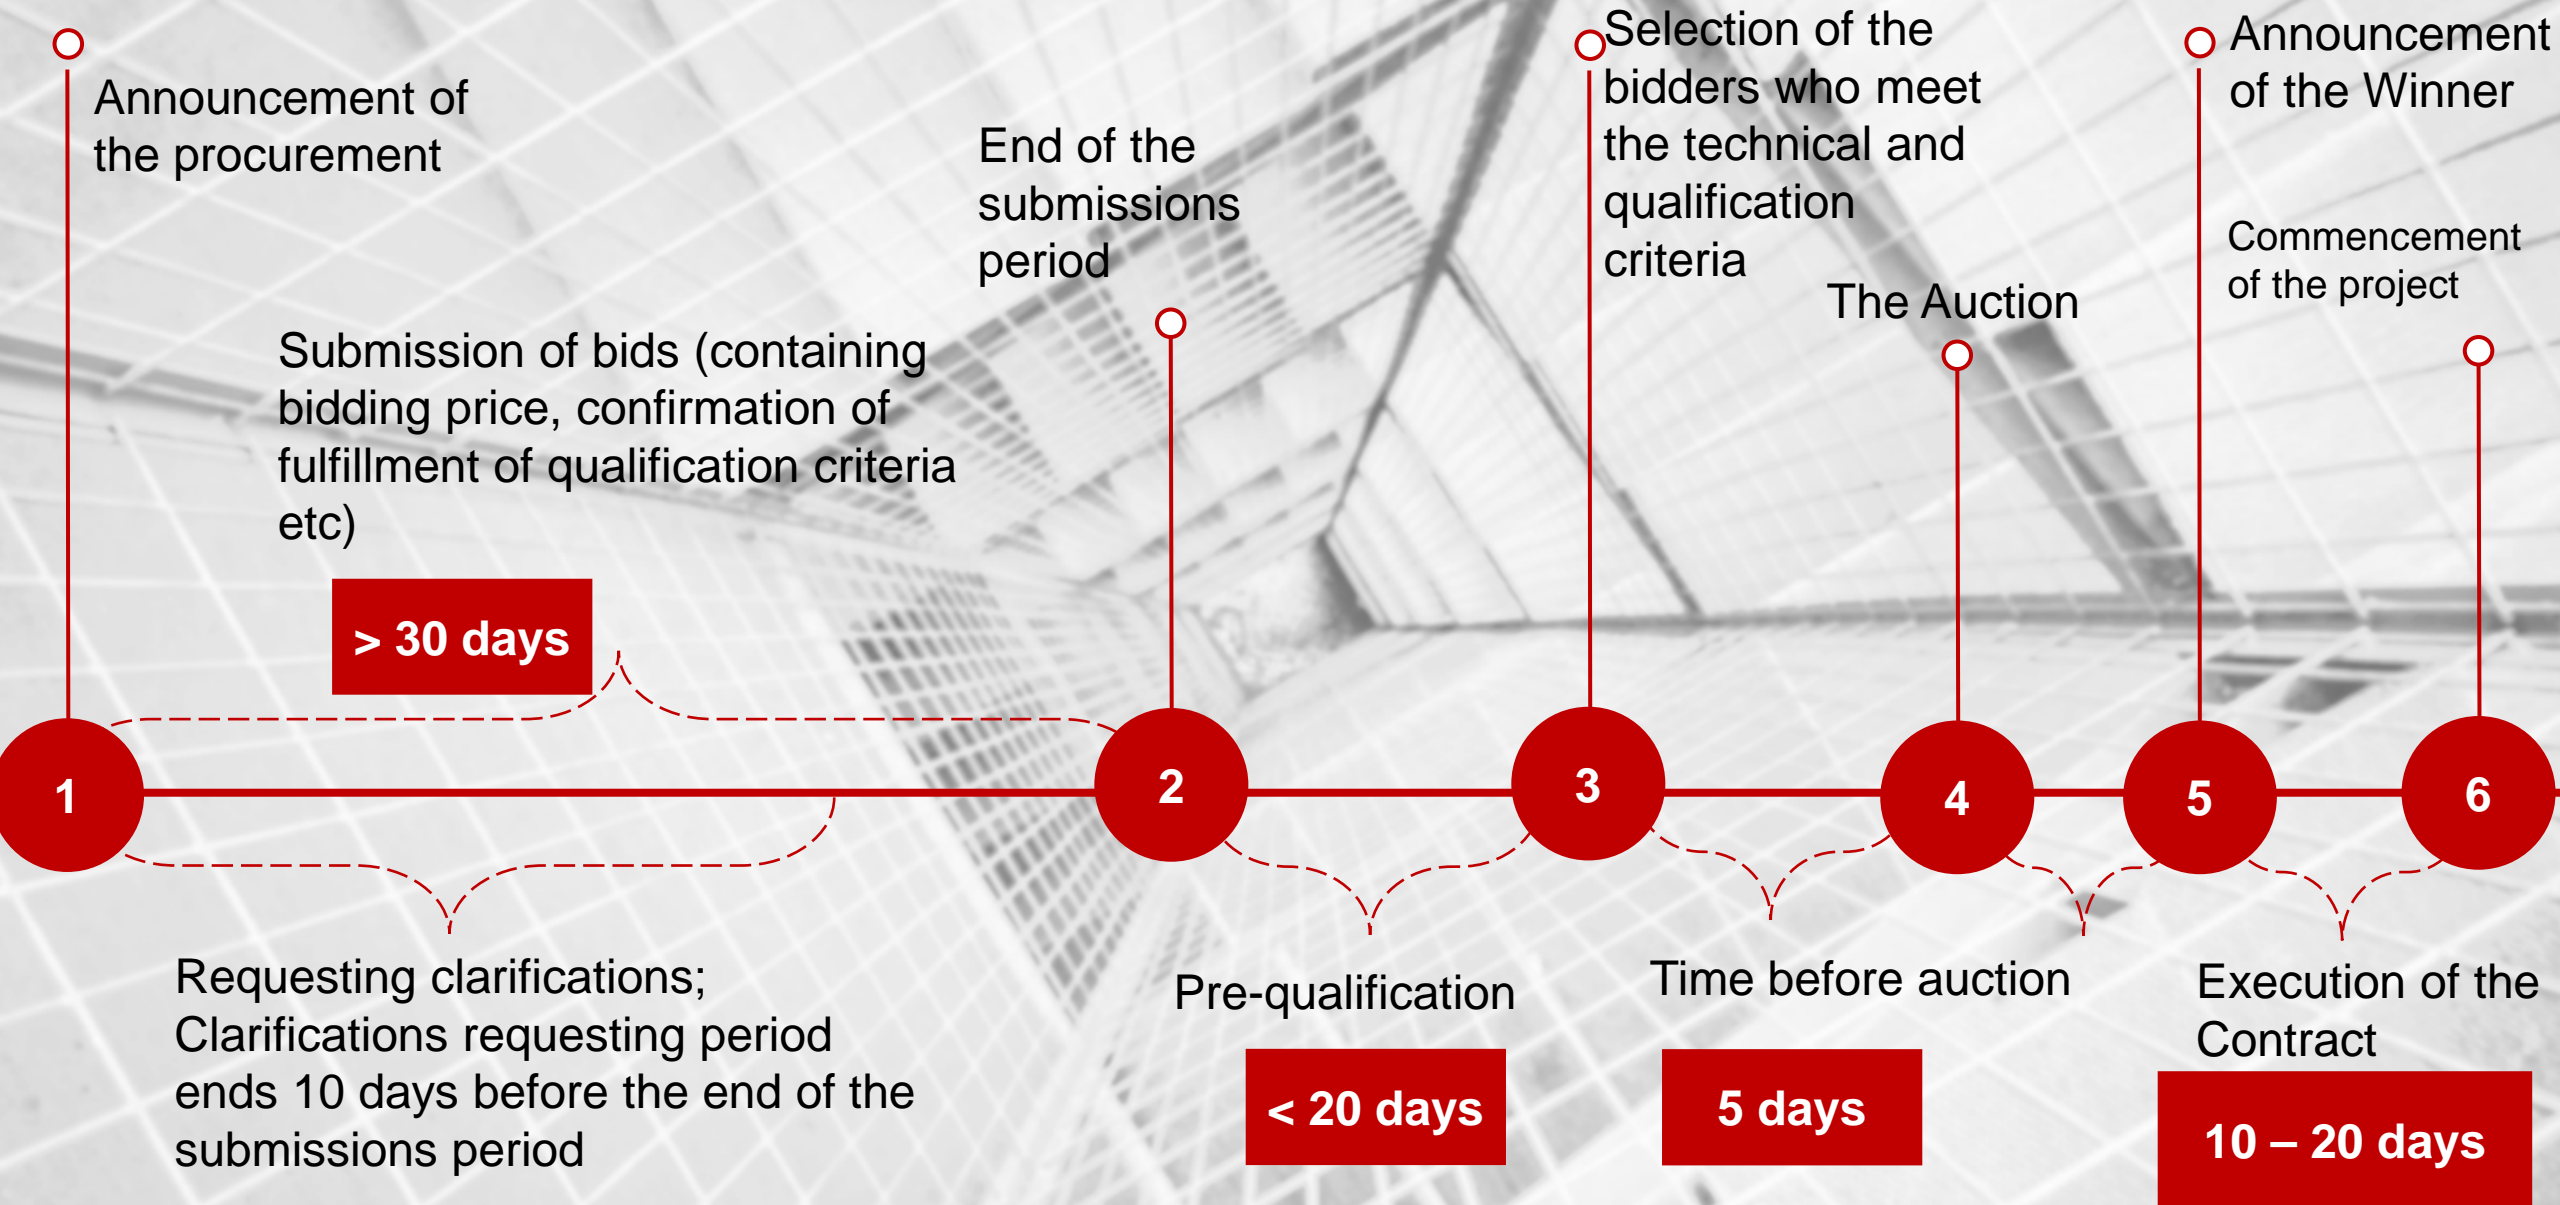 Announcement of
the procurement
Submission of bids (containing
bidding price, confirmation of
fulfillment of qualification criteria
etc)
> 30 days
End of the
submissions
period
Selection of the
bidders who meet
the technical and
qualification
criteria
The Auction
Announcement
of the Winner
Commencement
of the project
1
2
3
4
5
6
Requesting clarifications;
Clarifications requesting period
ends 10 days before the end of the
submissions period
Pre-qualification
< 20 days
Time before auction
5 days
Execution of the
Contract
10 – 20 days